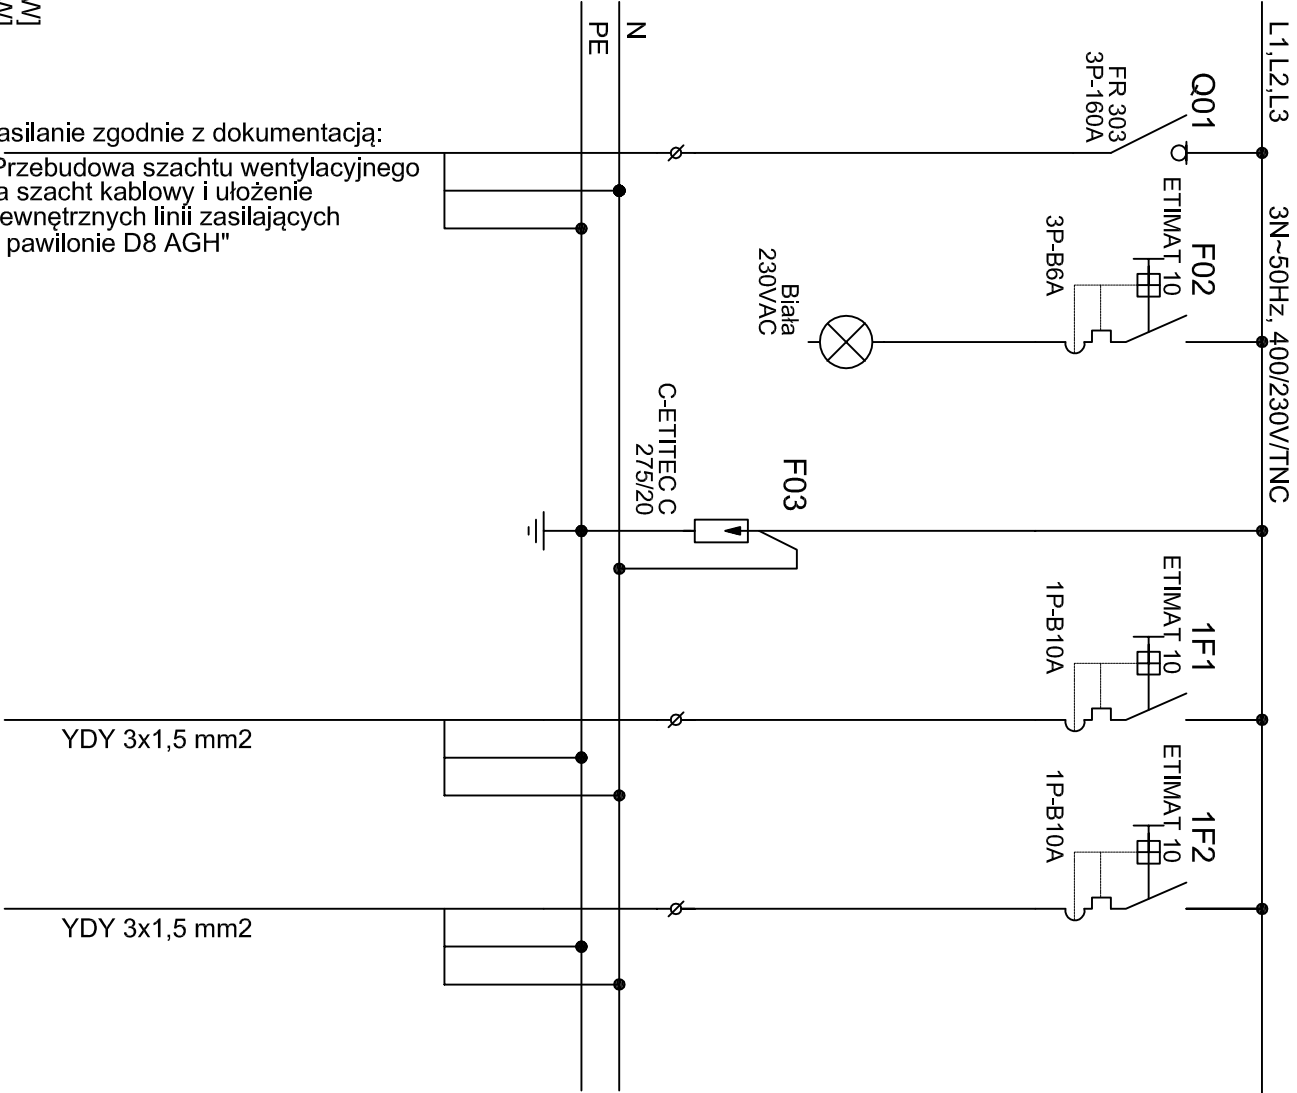 W]
W]
L1,L2,L3
3N~50Hz, 400/230V/TNC
N
PE
Q01
FR 303
3P-160A
asilanie zgodnie z dokumentacją:
Przebudowa szachtu wentylacyjnego
a szacht kablowy i ułożenie
ewnętrznych linii zasilających
pawilonie D8 AGH"
F02
ETIMAT 10
3P-B6A
Biała
230VAC
F03
C-ETITEC C
275/20
1F1
ETIMAT 10
1P-B10A
YDY 3x1,5 mm2
1F2
ETIMAT 10
1P-B10A
YDY 3x1,5 mm2